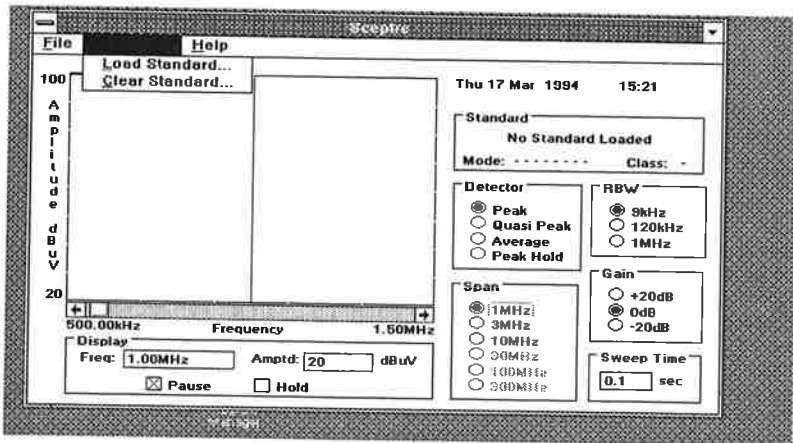 Sceptre
File
Help
Load Standard...
Clear Standard...
100
Amplitude dBuV
20
500.00kHz
Frequency
1.50MHz
Display
Freq: 1.00MHz
Amptd: 20 dBuV
Pause
Hold
Thu 17 Mar 1994 15:21
Standard
No Standard Loaded
Mode: - - - - - - - - Class: -
Detector
Peak
Quasi Peak
Average
Peak Hold
RBW
9kHz
120kHz
1MHz
Span
1MHz
3MHz
10MHz
30MHz
100MHz
300MHz
Gain
+20dB
0dB
-20dB
Sweep Time
0.1 sec
Manager